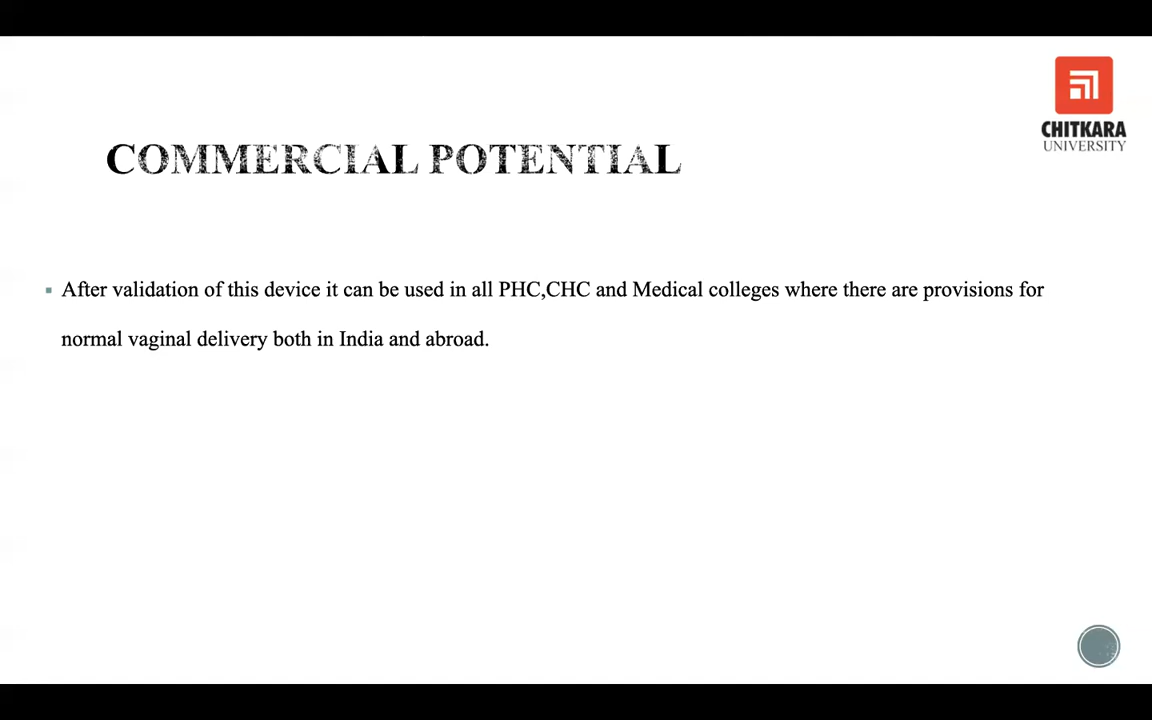 CHITKARA
UNIVERSITY
COMMERCIAL POTENTIAL
After validation of this device it can be used in all PHC,CHC and Medical colleges where there are provisions for
normal vaginal delivery both in India and abroad.